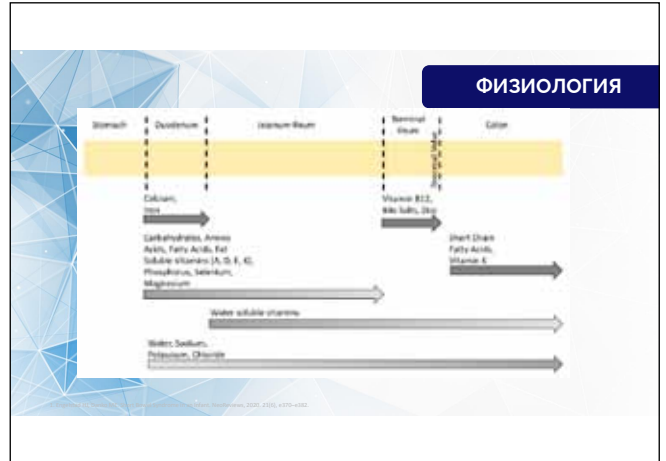 ФИЗИОЛОГИЯ
Stomach
Duodenum
Jejunum-Ileum
Terminal
Ileum
Colon
Ileocecal Valve
Calcium,
Iron
Vitamin B12,
Bile Salts, Zinc
Carbohydrates, Amino
Acids, Fatty Acids, Fat
Soluble Vitamins (A, D, E, K),
Phosphorus, Selenium,
Magnesium
Short Chain
Fatty Acids,
Vitamin K
Water soluble vitamins
Water, Sodium,
Potassium, Chloride